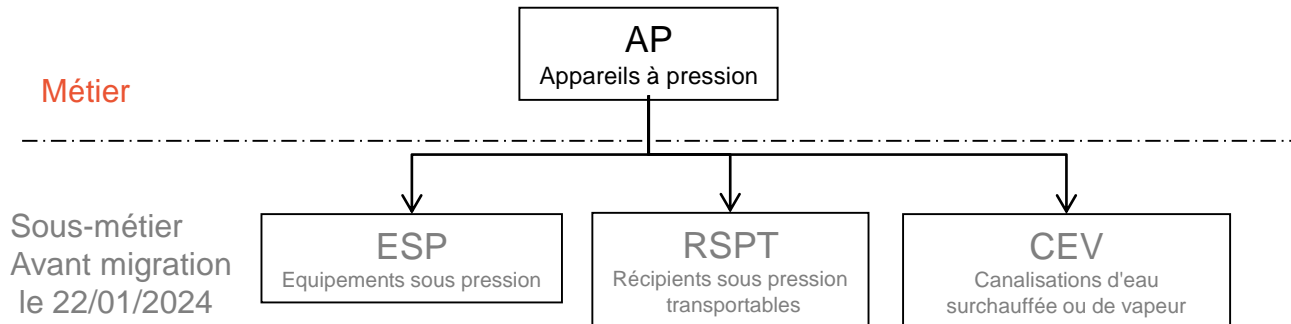 AP
Appareils à pression
Métier
Sous-métier
Avant migration
le 22/01/2024
ESP
Equipements sous pression
RSPT
Récipients sous pression
transportables
CEV
Canalisations d'eau
surchauffée ou de vapeur